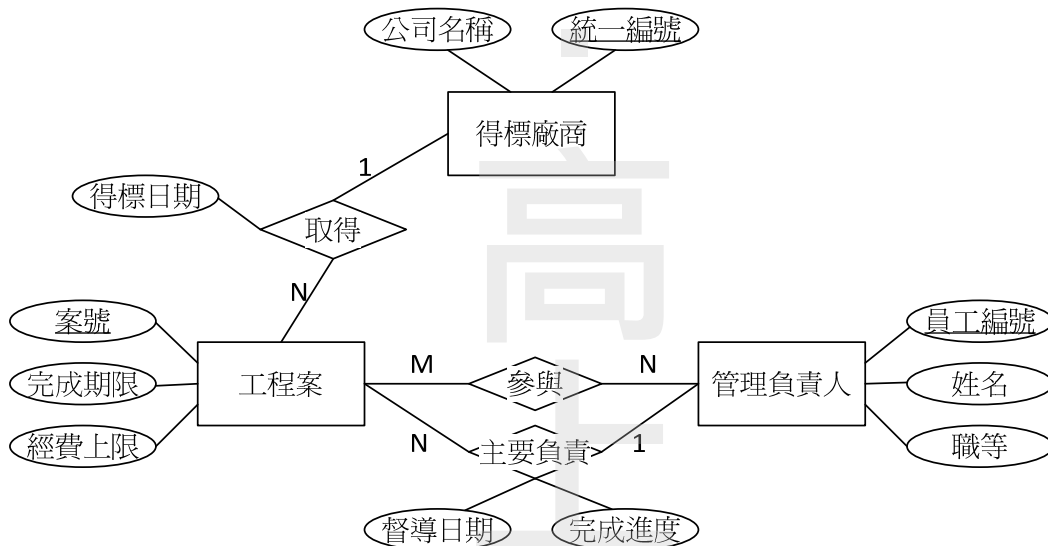 公司名稱
統一編號
得標廠商
1
得標日期
取得
N
案號
完成期限
經費上限
工程案
M
參與
N
管理負責人
員工編號
姓名
職等
N
主要負責
1
督導日期
完成進度
高